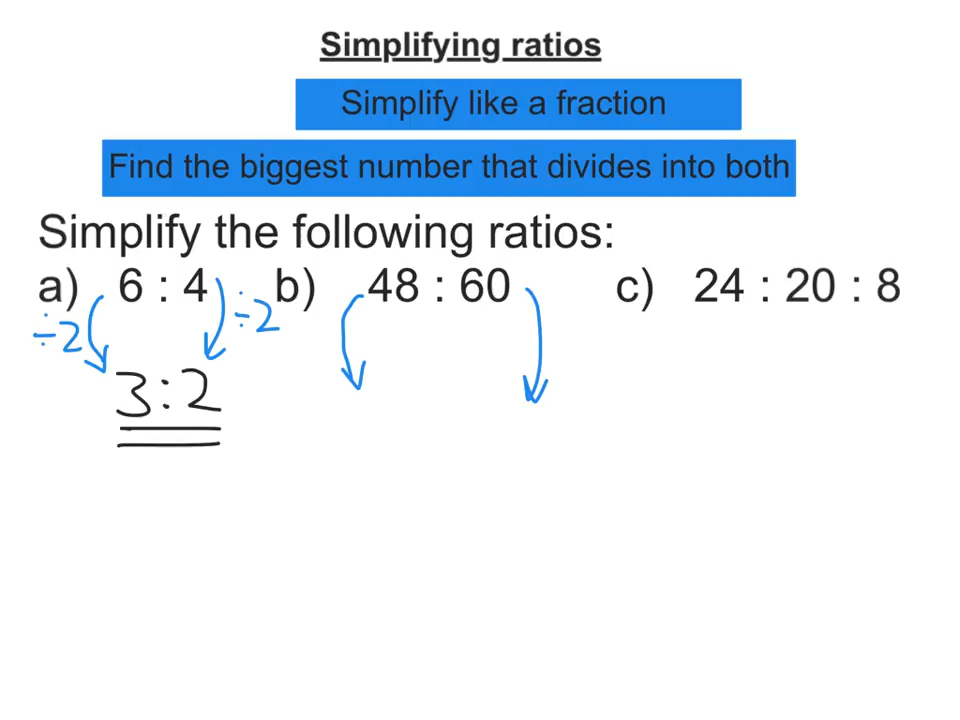 Simplifying ratios
Simplify like a fraction
Find the biggest number that divides into both
Simplify the following ratios:
a) 6 : 4 b) 48 : 60 c) 24 : 20 : 8
÷2 ÷2
3:2